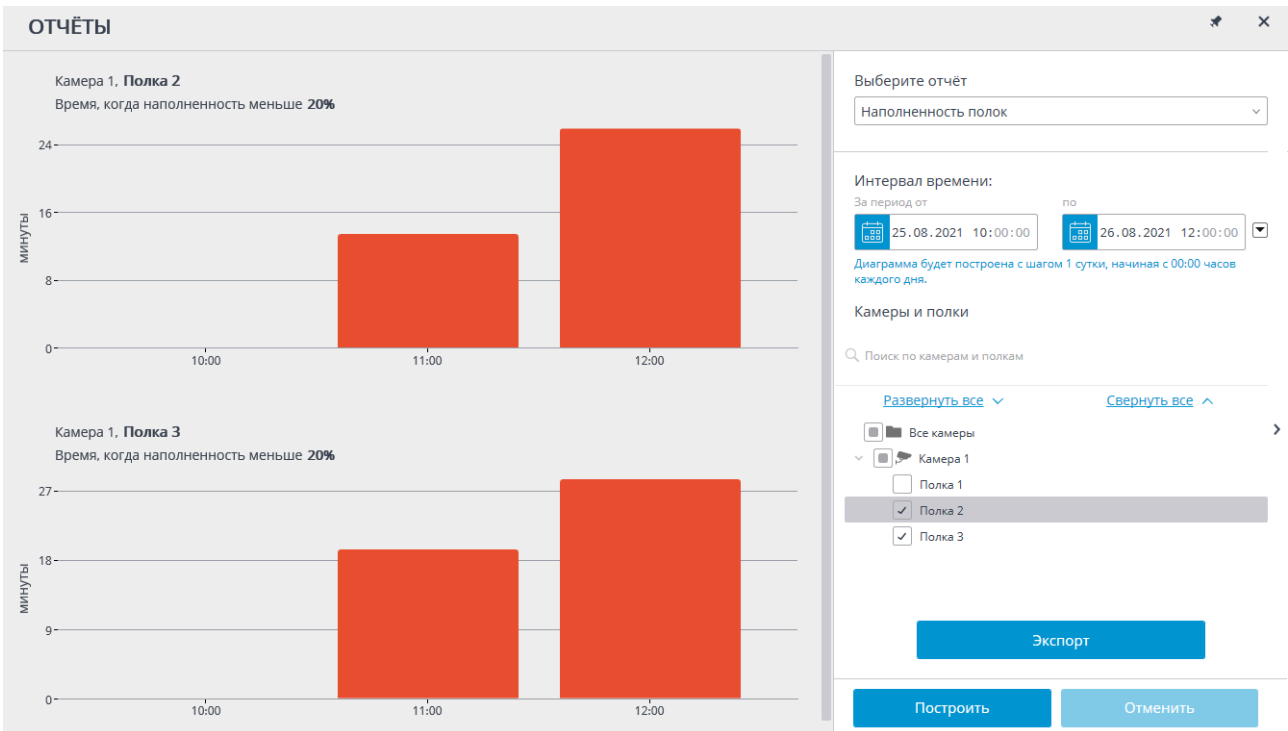 ОТЧЁТЫ
Камера 1, Полка 2
Время, когда наполненность меньше 20%
минуты
24
16
8
0
10:00
11:00
12:00
Камера 1, Полка 3
Время, когда наполненность меньше 20%
минуты
27
18
9
0
10:00
11:00
12:00
Выберите отчёт
Наполненность полок
Интервал времени:
За период от
по
25.08.2021 10:00:00
26.08.2021 12:00:00
Диаграмма будет построена с шагом 1 сутки, начиная с 00:00 часов
каждого дня.
Камеры и полки
Поиск по камерам и полкам
Развернуть все
Свернуть все
Все камеры
Камера 1
Полка 1
Полка 2
Полка 3
Экспорт
Построить
Отменить